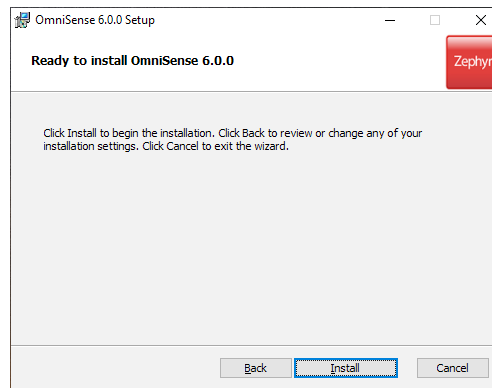 OmniSense 6.0.0 Setup
Ready to install OmniSense 6.0.0
Zephyr
Click Install to begin the installation. Click Back to review or change any of your
installation settings. Click Cancel to exit the wizard.
Back Install Cancel